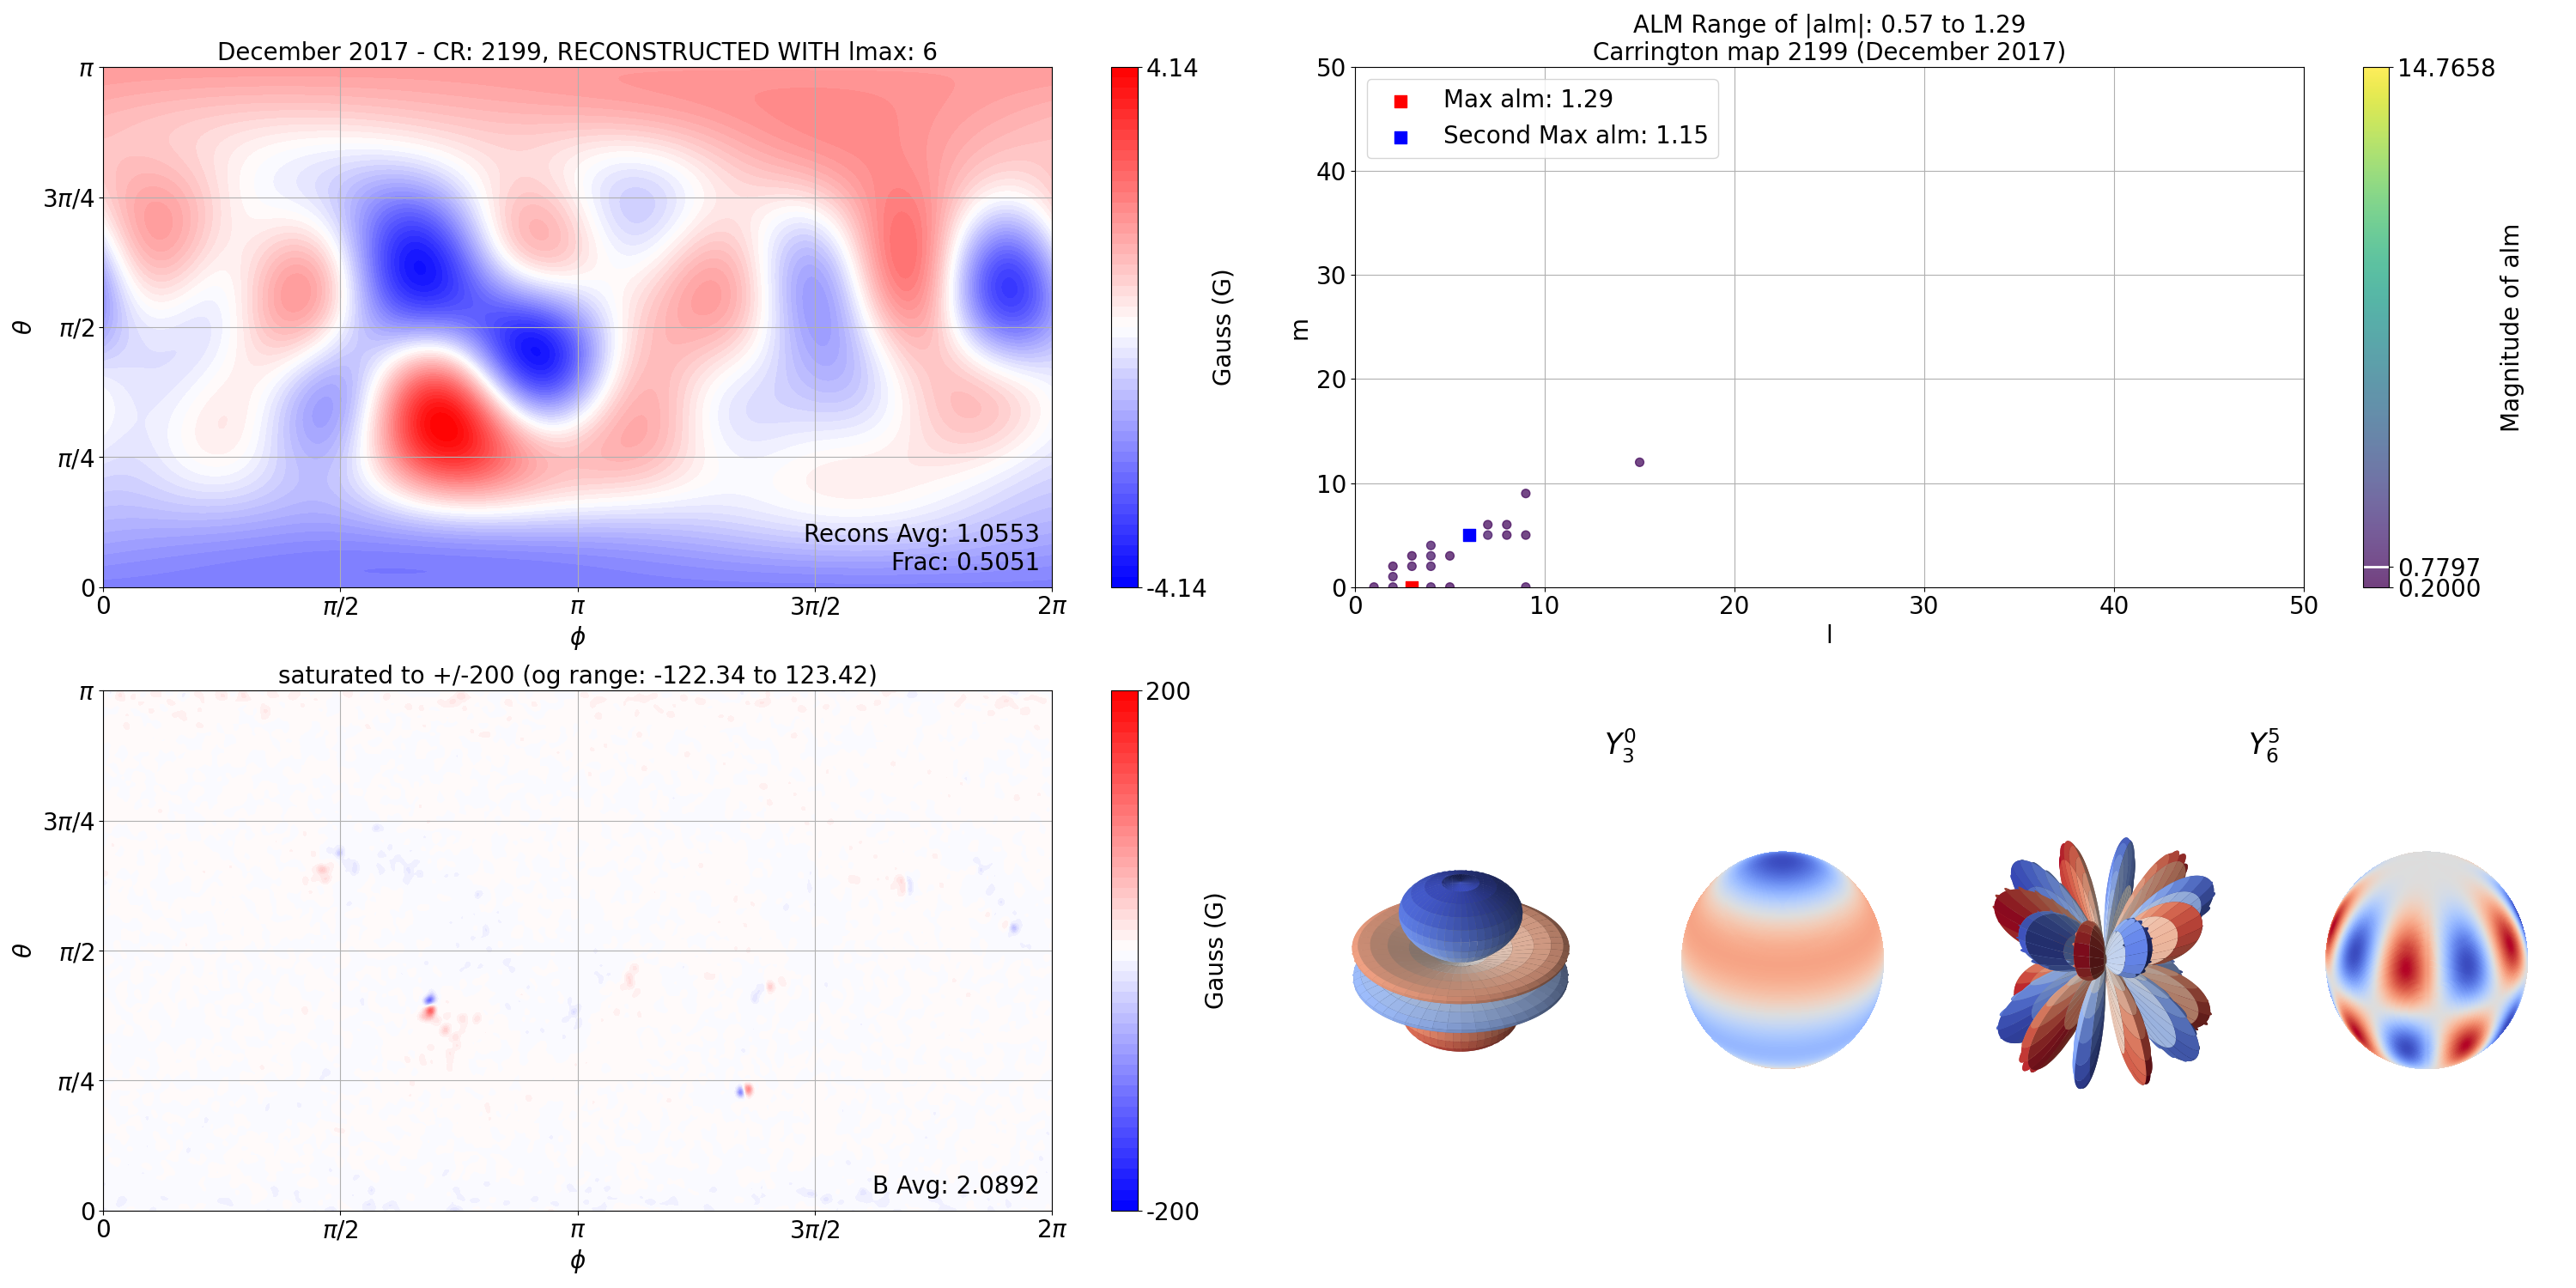 December 2017 - CR: 2199, RECONSTRUCTED WITH lmax: 6
π
3π/4
π/2
π/4
0
θ
0
π/2
π
3π/2
2π
ϕ
Recons Avg: 1.0553
Frac: 0.5051
4.14
-4.14
Gauss (G)
ALM Range of |alm|: 0.57 to 1.29
Carrington map 2199 (December 2017)
Max alm: 1.29
Second Max alm: 1.15
50
40
30
20
10
0
m
0
10
20
30
40
50
l
14.7658
0.7797
0.2000
Magnitude of alm
saturated to +/-200 (og range: -122.34 to 123.42)
π
3π/4
π/2
π/4
0
θ
0
π/2
π
3π/2
2π
ϕ
B Avg: 2.0892
200
-200
Gauss (G)
Y₃⁰
Y₆⁵